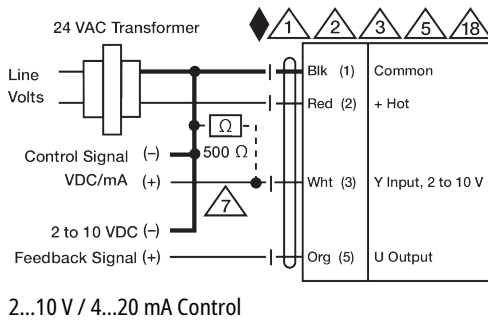 24 VAC Transformer
1 2 3 5 18
Line
Volts
Blk (1) Common
Red (2) + Hot
Ω
500 Ω
Control Signal (–)
VDC/mA (+)
7
Wht (3) Y Input, 2 to 10 V
2 to 10 VDC (–)
Feedback Signal (+)
Org (5) U Output
2...10 V / 4...20 mA Control